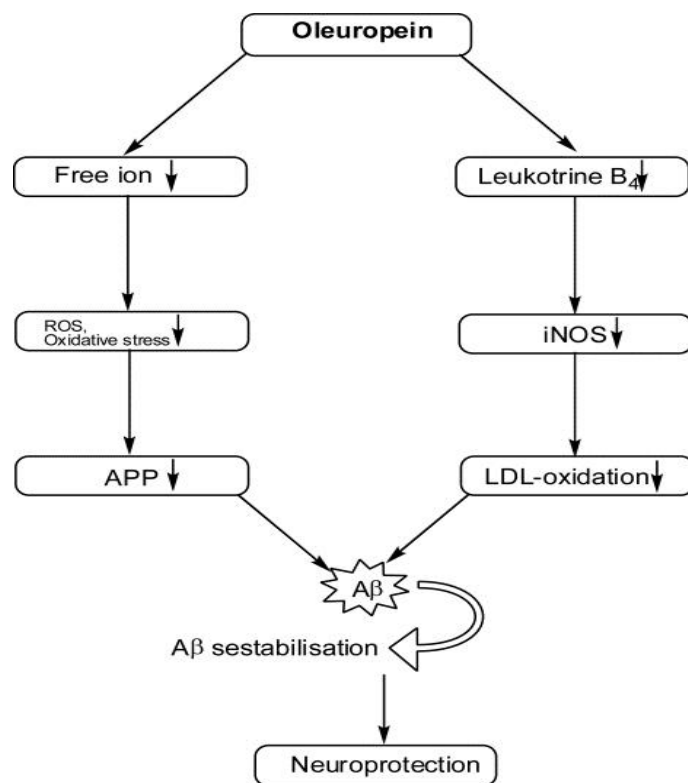 Oleuropein
Free ion
Leukotrine B4
ROS,
Oxidative stress
iNOS
APP
LDL-oxidation
Aβ
Aβ sestabilisation
Neuroprotection